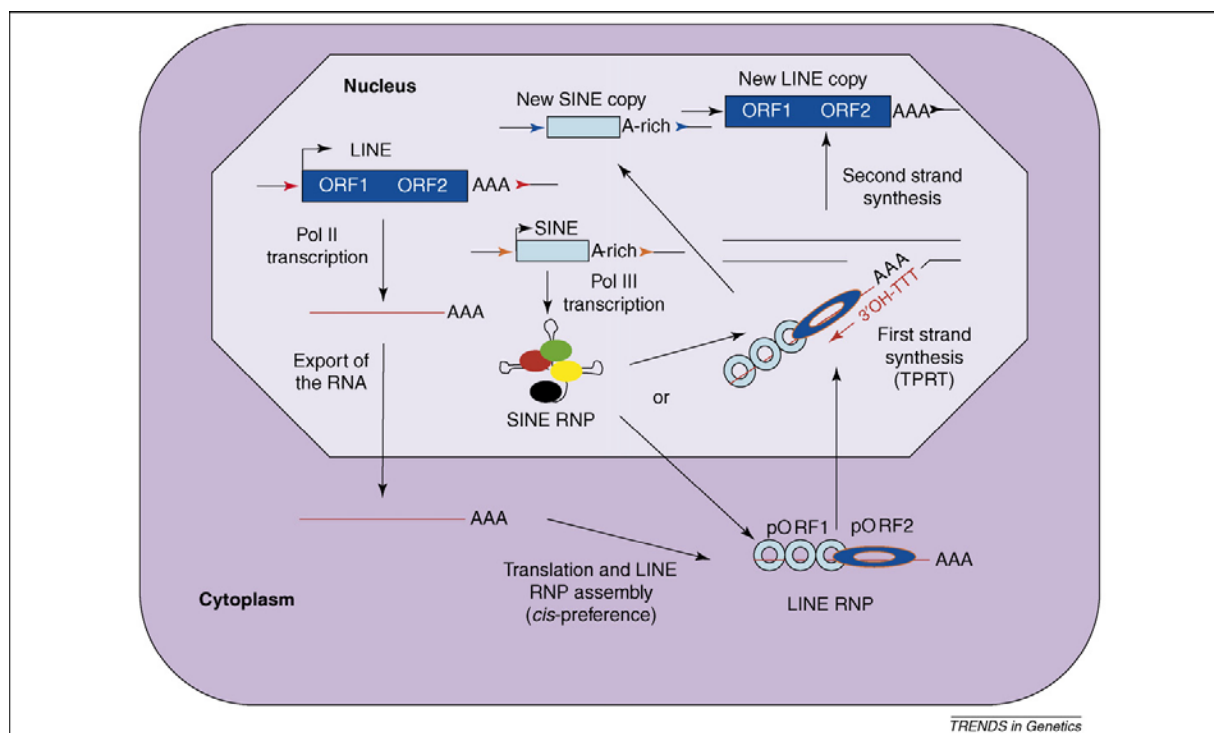 Nucleus
New SINE copy
A-rich
New LINE copy
ORF1 ORF2 AAA
LINE
ORF1 ORF2 AAA
Second strand
synthesis
Pol II
transcription
SINE
A-rich
Pol III
transcription
AAA
AAA
3'OH-TTT
First strand
synthesis
(TPRT)
Export of
the RNA
or
SINE RNP
AAA
pORF1 pORF2
AAA
Translation and LINE
RNP assembly
(cis-preference)
LINE RNP
Cytoplasm
TRENDS in Genetics